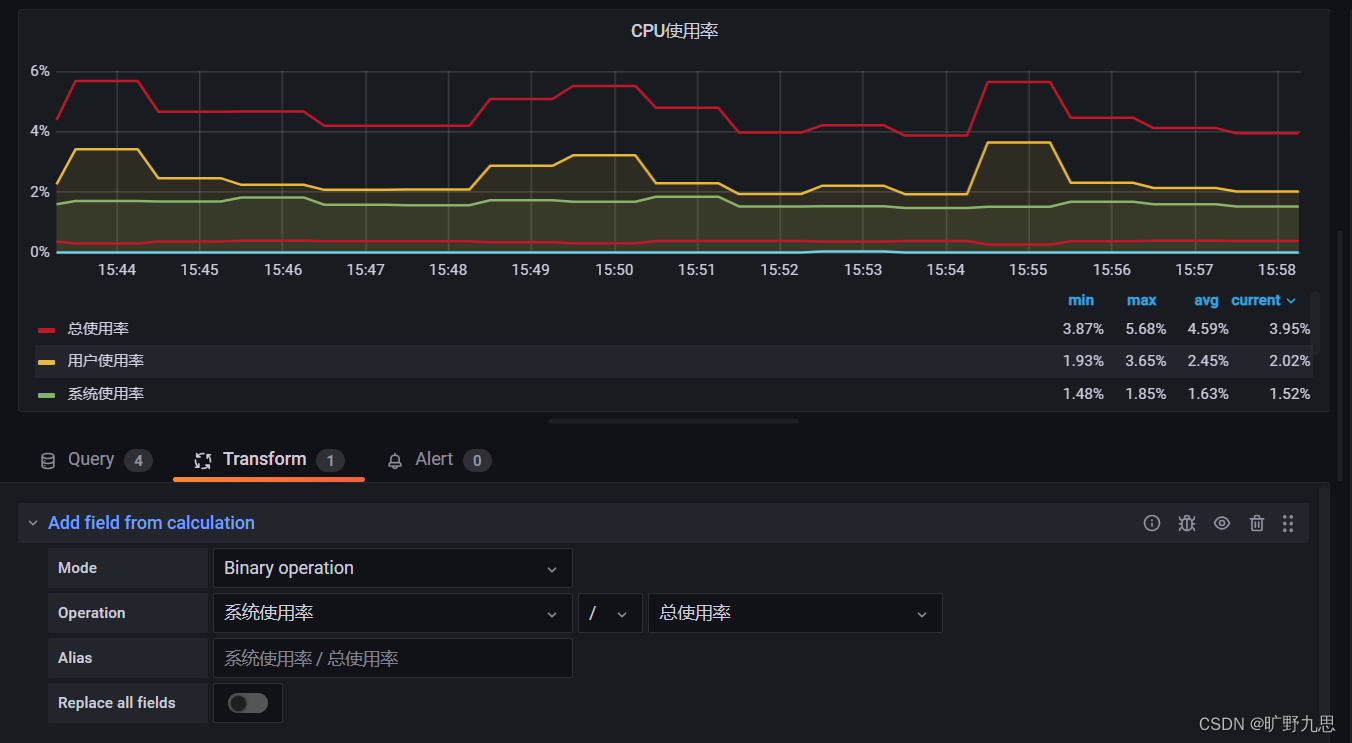 CPU使用率
6%
4%
2%
0%
15:44 15:45 15:46 15:47 15:48 15:49 15:50 15:51 15:52 15:53 15:54 15:55 15:56 15:57 15:58
min max avg current
总使用率 3.87% 5.68% 4.59% 3.95%
用户使用率 1.93% 3.65% 2.45% 2.02%
系统使用率 1.48% 1.85% 1.63% 1.52%
Query 4 Transform 1 Alert 0
Add field from calculation
Mode Binary operation
Operation 系统使用率 / 总使用率
Alias 系统使用率 / 总使用率
Replace all fields
CSDN @旷野九思